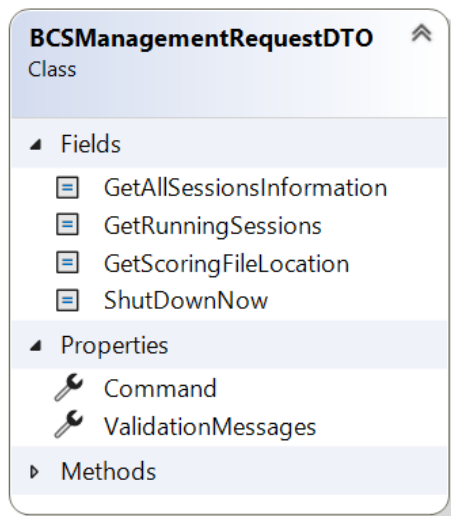 BCSManagementRequestDTO
Class
Fields
GetAllSessionsInformation
GetRunningSessions
GetScoringFileLocation
ShutDownNow
Properties
Command
ValidationMessages
Methods